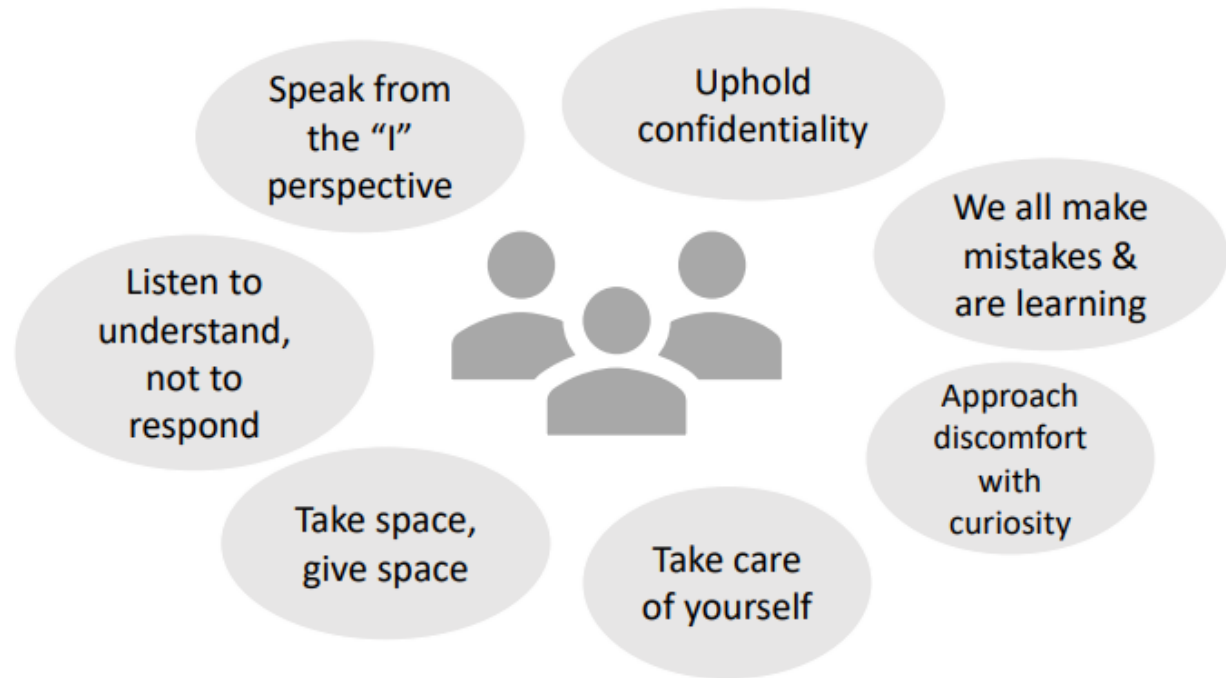 Speak from
the “I”
perspective
Uphold
confidentiality
We all make
mistakes &
are learning
Listen to
understand,
not to
respond
Approach
discomfort
with
curiosity
Take space,
give space
Take care
of yourself